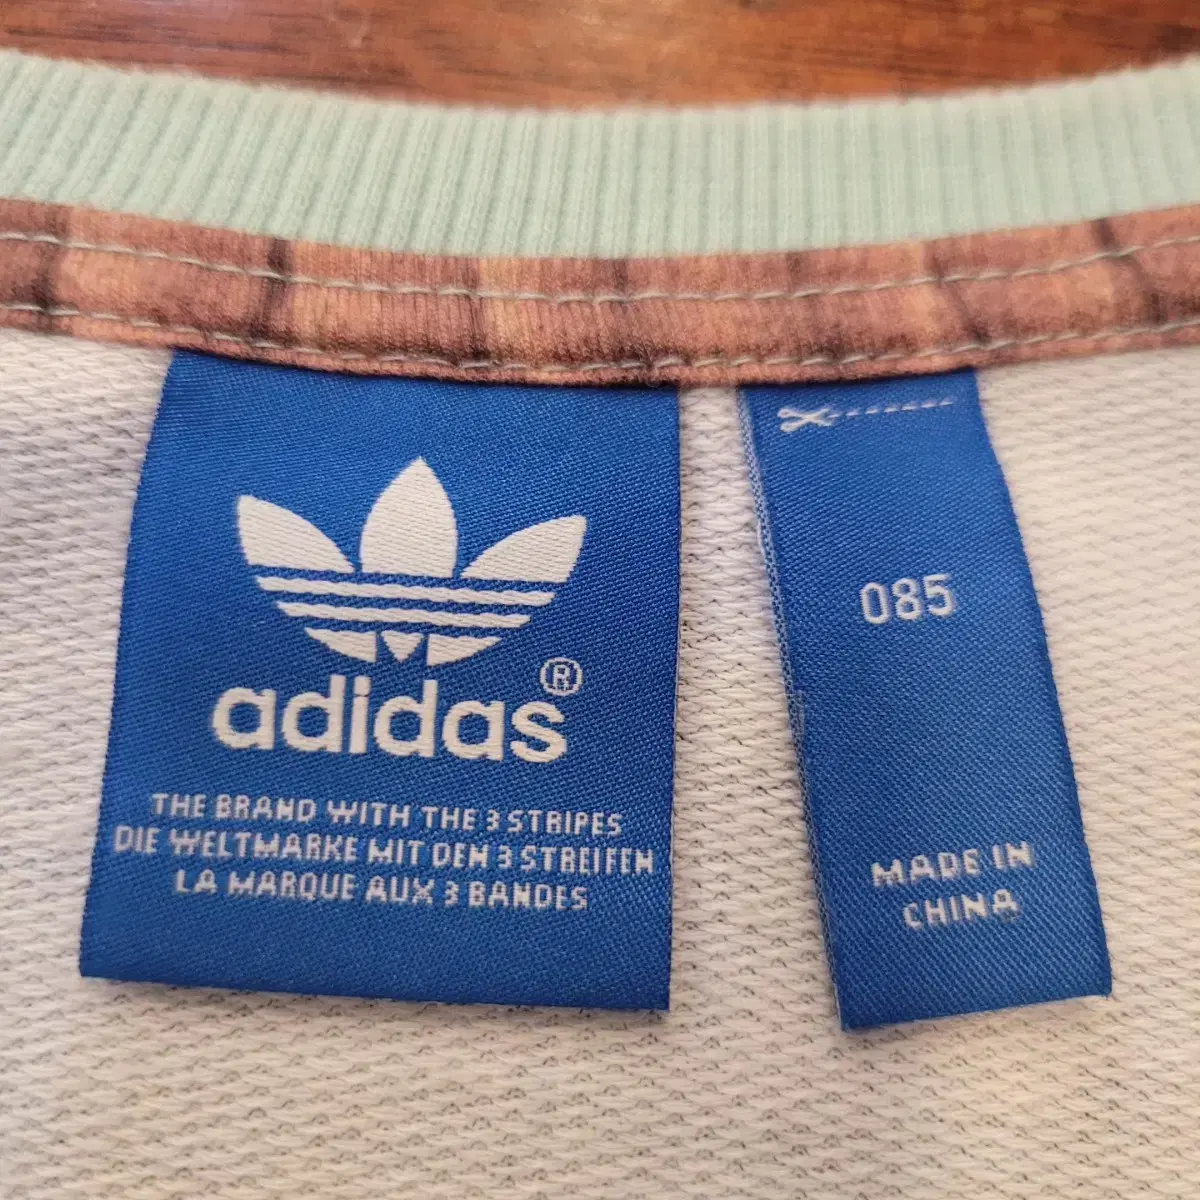 adidas®
THE BRAND WITH THE 3 STRIPES
DIE WELTMARKE MIT DEN 3 STREIFEN
LA MARQUE AUX 3 BANDES
085
MADE IN
CHINA